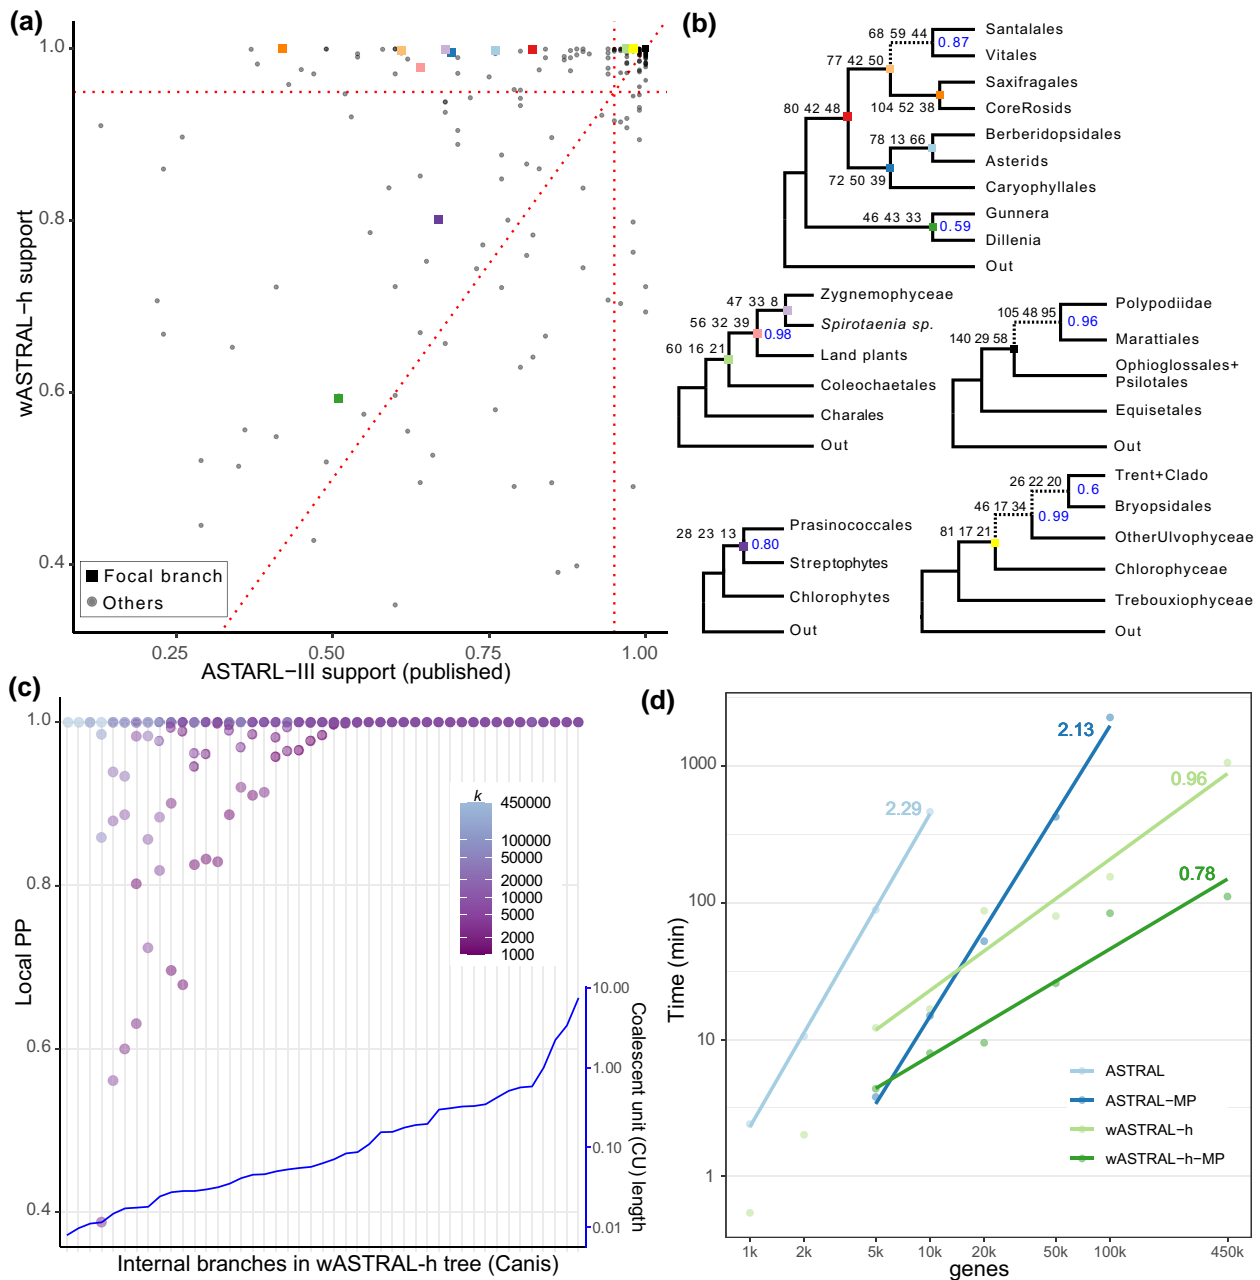 (a)
wASTRAL−h support
1.0
0.8
0.6
0.4
Focal branch
Others
0.25
0.50
0.75
1.00
ASTARL−III support (published)
(b)
68 59 44
0.87
Santalales
Vitales
77 42 50
Saxifragales
104 52 38
CoreRosids
80 42 48
78 13 66
Berberidopsidales
Asterids
72 50 39
Caryophyllales
46 43 33
0.59
Gunnera
Dillenia
Out
47 33 8
Zygnemophyceae
Spirotaenia sp.
56 32 39
0.98
Land plants
60 16 21
Coleochaetales
Charales
Out
105 48 95
0.96
Polypodiidae
Marattiales
140 29 58
Ophioglossales+
Psilotales
Equisetales
Out
28 23 13
0.80
Prasinococcales
Streptophytes
Chlorophytes
Out
26 22 20
0.6
Trent+Clado
Bryopsidales
46 17 34
0.99
OtherUlvophyceae
81 17 21
Chlorophyceae
Trebouxiophyceae
Out
(c)
Local PP
1.0
0.8
0.6
0.4
k
450000
100000
50000
20000
10000
5000
2000
1000
10.00
1.00
0.10
0.01
Coalescent unit (CU) length
Internal branches in wASTRAL-h tree (Canis)
(d)
Time (min)
1000
100
10
1
2.29
2.13
0.96
0.78
ASTRAL
ASTRAL−MP
wASTRAL−h
wASTRAL−h−MP
1k
2k
5k
10k
20k
50k
100k
450k
genes